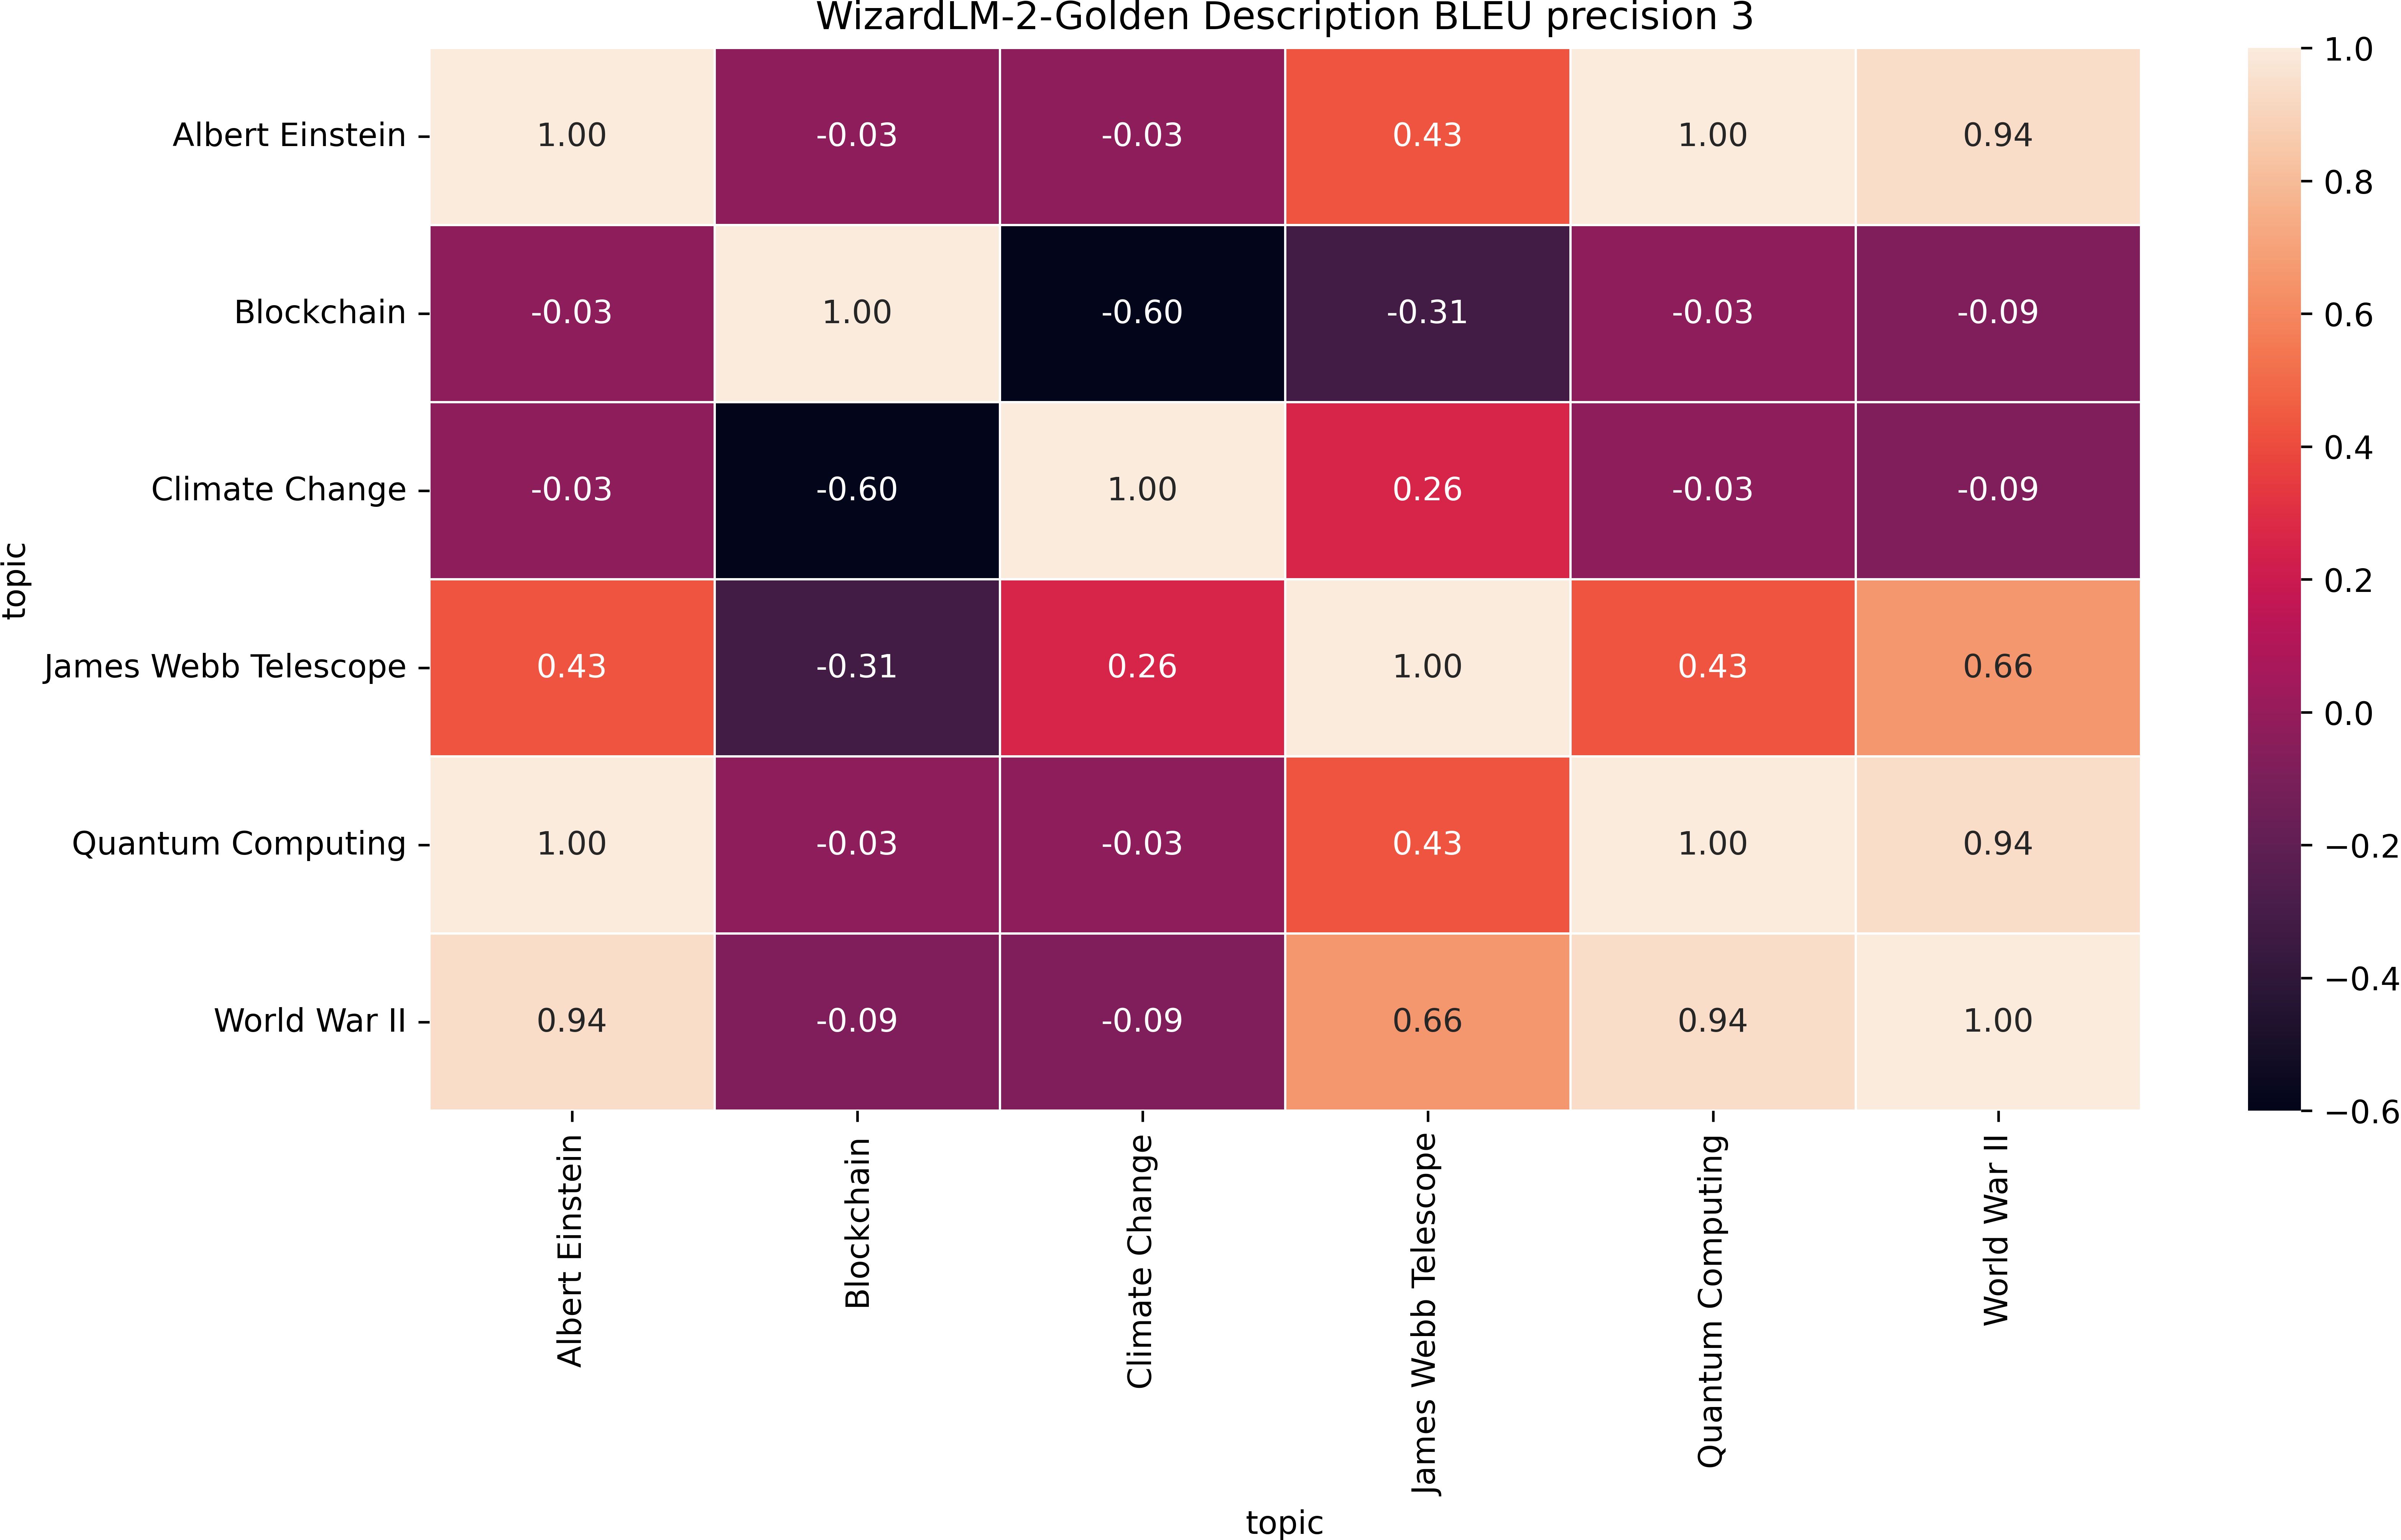 WizardLM-2-Golden Description BLEU precision 3
Albert Einstein 1.00 -0.03 -0.03 0.43 1.00 0.94
Blockchain -0.03 1.00 -0.60 -0.31 -0.03 -0.09
Climate Change -0.03 -0.60 1.00 0.26 -0.03 -0.09
James Webb Telescope 0.43 -0.31 0.26 1.00 0.43 0.66
Quantum Computing 1.00 -0.03 -0.03 0.43 1.00 0.94
World War II 0.94 -0.09 -0.09 0.66 0.94 1.00
topic
Albert Einstein
Blockchain
Climate Change
James Webb Telescope
Quantum Computing
World War II
topic
1.0
0.8
0.6
0.4
0.2
0.0
−0.2
−0.4
−0.6